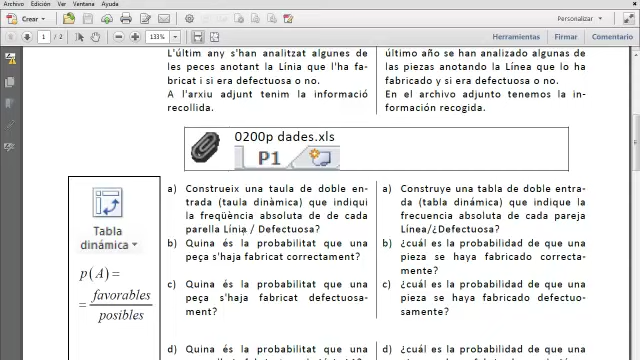 Archivo Edición Ver Ventana Ayuda
Crear
Personalizar
1 / 2
133%
Herramientas Firmar Comentario
L'últim any s'han analitzat algunes de
les peces anotant la Línia que l'ha fa-
bricat i si era defectuosa o no.
A l'arxiu adjunt tenim la informació
recollida.
último año se han analizado algunas de
las piezas anotando la Línea que lo ha
fabricado y si era defectuosa o no.
En el archivo adjunto tenemos la in-
formación recogida.
0200p dades.xls
P1
Tabla
dinámica
p(A) =
= favorables
posibles
a) Construeix una taula de doble en-
trada (taula dinàmica) que indiqui
la freqüència absoluta de de cada
parella Línia / Defectuosa?
b) Quina és la probabilitat que una
peça s'haja fabricat correctament?
c) Quina és la probabilitat que una
peça s'haja fabricat defectuosa-
ment?
d) Quina és la probabilitat que una
a) Construye una tabla de doble entra-
da (tabla dinámica) que indique la
frecuencia absoluta de cada pareja
Línea/¿Defectuosa?
b) ¿cuál es la probabilidad de que una
pieza se haya fabricado correcta-
mente?
c) ¿cuál es la probabilidad de que una
pieza se haya fabricado defectuo-
samente?
d) ¿cuál es la probabilidad de que una